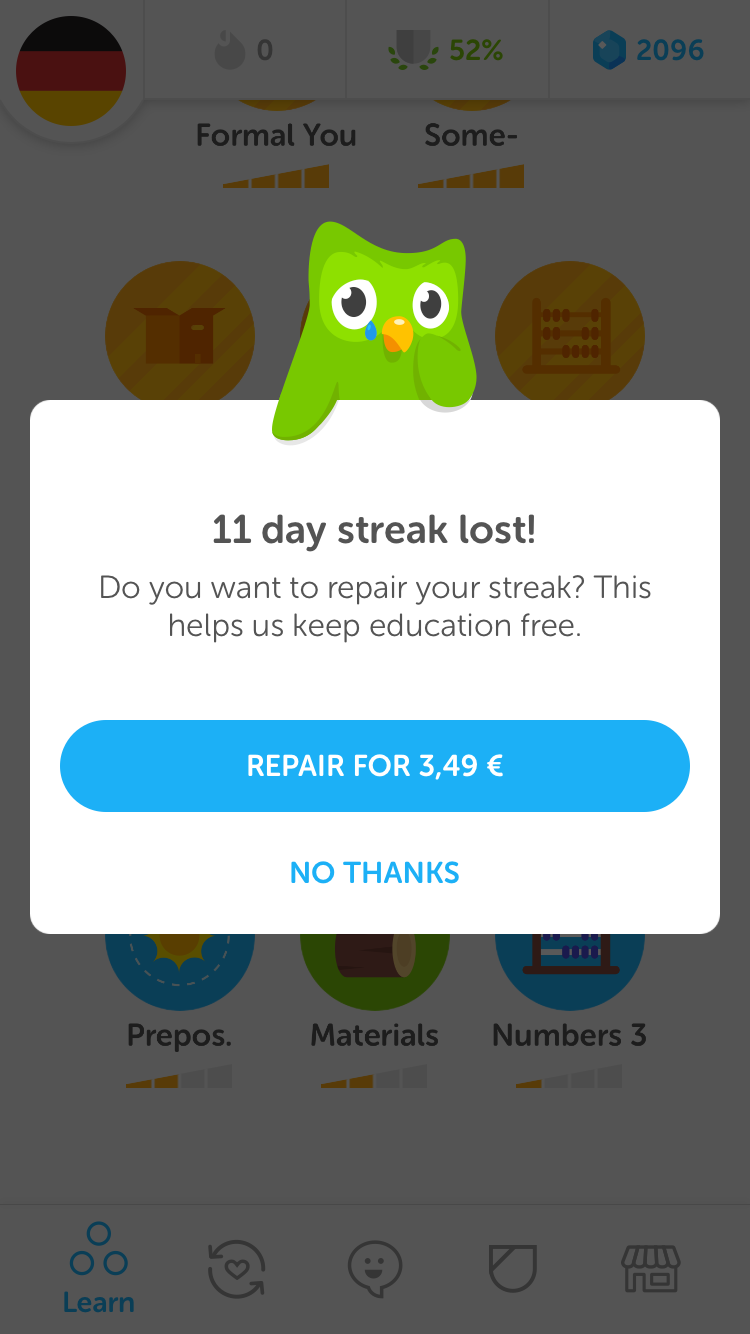 0
52%
2096
Formal You
Some-
11 day streak lost!
Do you want to repair your streak? This
helps us keep education free.
REPAIR FOR 3,49 €
NO THANKS
Prepos.
Materials
Numbers 3
Learn